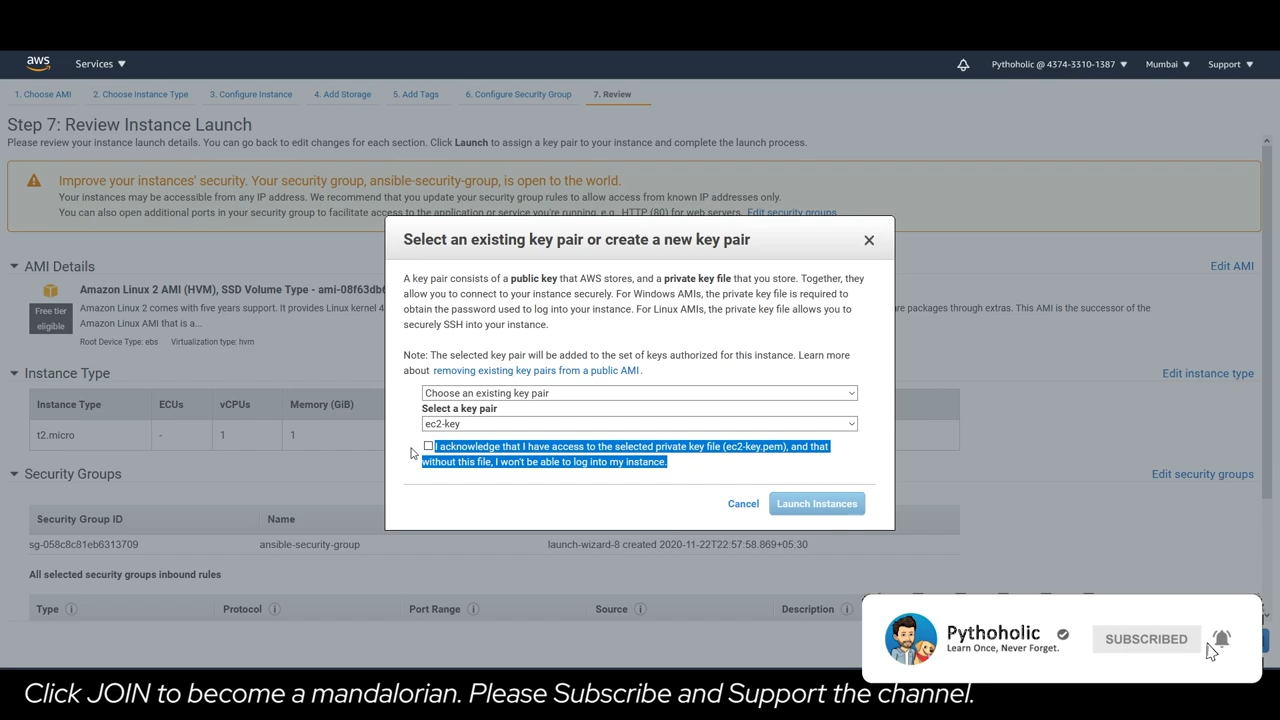 aws
Services
Pythoholic @ 4374-3310-1387
Mumbai
Support
1. Choose AMI
2. Choose Instance Type
3. Configure Instance
4. Add Storage
5. Add Tags
6. Configure Security Group
7. Review
Step 7: Review Instance Launch
Please review your instance launch details. You can go back to edit changes for each section. Click Launch to assign a key pair to your instance and complete the launch process.
Improve your instances' security. Your security group, ansible-security-group, is open to the world.
Your instances may be accessible from any IP address. We recommend that you update your security group rules to allow access from known IP addresses only.
You can also open additional ports in your security group to facilitate access to the application or service you're running, e.g., HTTP (80) for web servers. Edit security groups
Select an existing key pair or create a new key pair
A key pair consists of a public key that AWS stores, and a private key file that you store. Together, they
allow you to connect to your instance securely. For Windows AMIs, the private key file is required to
obtain the password used to log into your instance. For Linux AMIs, the private key file allows you to
securely SSH into your instance.
Note: The selected key pair will be added to the set of keys authorized for this instance. Learn more
about removing existing key pairs from a public AMI.
Choose an existing key pair
Select a key pair
ec2-key
I acknowledge that I have access to the selected private key file (ec2-key.pem), and that
without this file, I won't be able to log into my instance.
Cancel
Launch Instances
AMI Details
Edit AMI
Amazon Linux 2 AMI (HVM), SSD Volume Type - ami-08f63db6
Free tier
eligible
Amazon Linux 2 comes with five years support. It provides Linux kernel 4
re packages through extras. This AMI is the successor of the
Amazon Linux AMI that is a...
Root Device Type: ebs
Virtualization type: hvm
Instance Type
Edit instance type
Instance Type
ECUs
vCPUs
Memory (GiB)
t2.micro
-
1
1
Security Groups
Edit security groups
Security Group ID
Name
sg-058c8c81eb6313709
ansible-security-group
launch-wizard-8 created 2020-11-22T22:57:58.869+05:30
All selected security groups inbound rules
Type
Protocol
Port Range
Source
Description
Pythoholic
Learn Once, Never Forget.
SUBSCRIBED
Click JOIN to become a mandalorian. Please Subscribe and Support the channel.